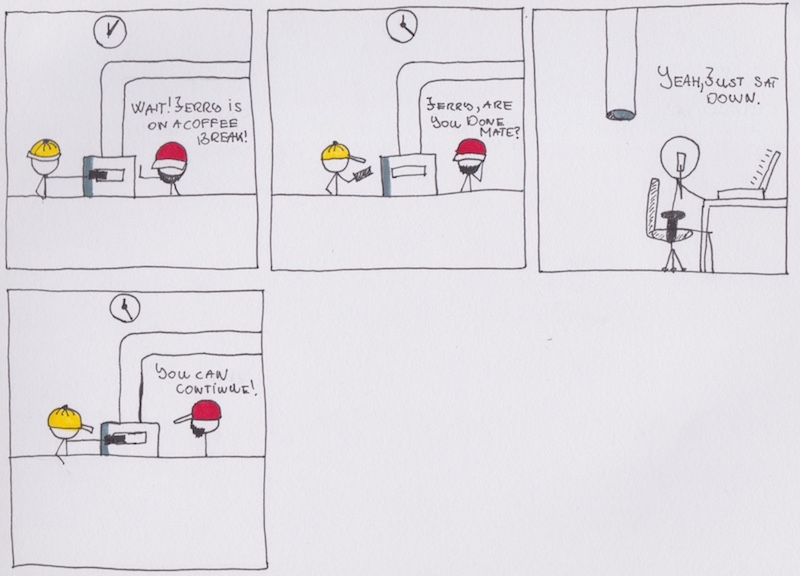 WAIT! JERRY IS
ON A COFFEE
BREAK!
JERRY, ARE
YOU DONE
MATE?
YEAH, JUST SAT
DOWN.
YOU CAN
CONTINUE!